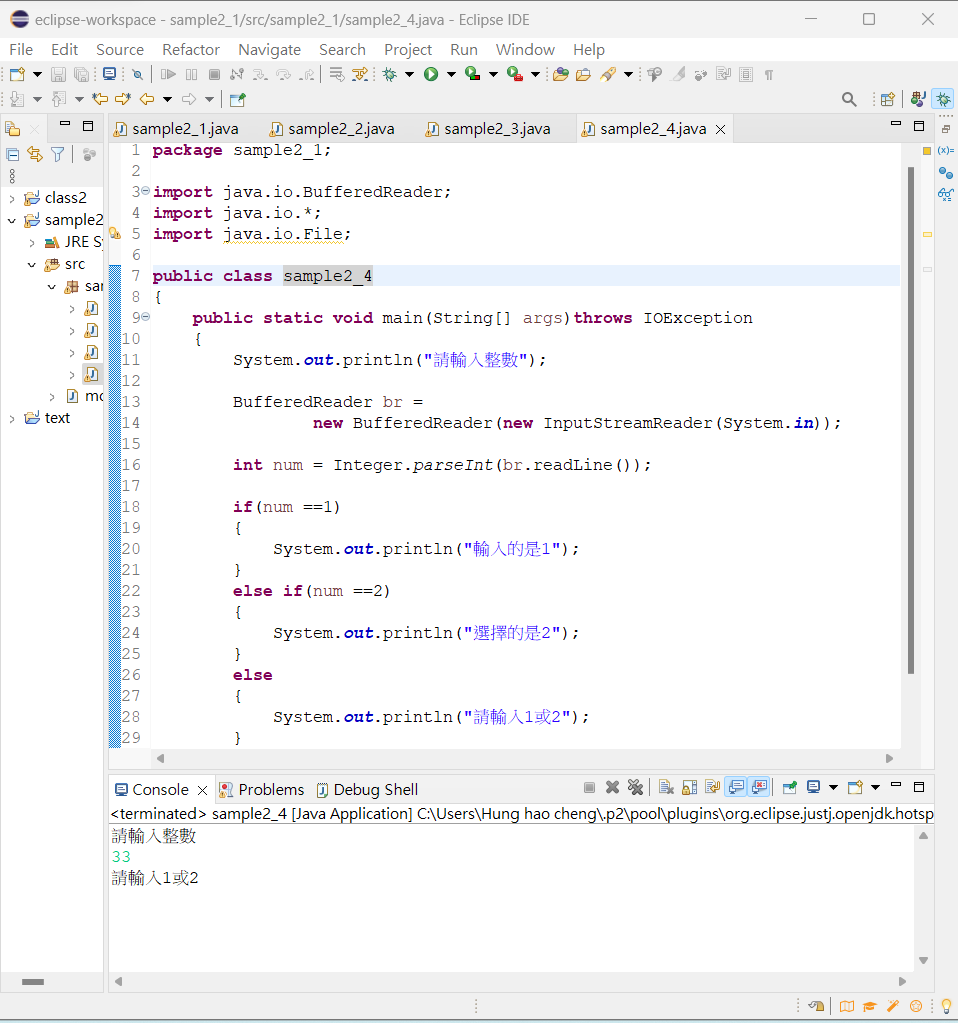 eclipse-workspace - sample2_1/src/sample2_1/sample2_4.java - Eclipse IDE
File Edit Source Refactor Navigate Search Project Run Window Help
sample2_1.java sample2_2.java sample2_3.java sample2_4.java
class2
sample2
JRE Sy
src
sar
mo
text
1 package sample2_1;
2
3 import java.io.BufferedReader;
4 import java.io.*;
5 import java.io.File;
6
7 public class sample2_4
8 {
9 public static void main(String[] args)throws IOException
10 {
11 System.out.println("請輸入整數");
12
13 BufferedReader br =
14 new BufferedReader(new InputStreamReader(System.in));
15
16 int num = Integer.parseInt(br.readLine());
17
18 if(num ==1)
19 {
20 System.out.println("輸入的是1");
21 }
22 else if(num ==2)
23 {
24 System.out.println("選擇的是2");
25 }
26 else
27 {
28 System.out.println("請輸入1或2");
29 }
Console Problems Debug Shell
<terminated> sample2_4 [Java Application] C:\Users\Hung hao cheng\.p2\pool\plugins\org.eclipse.justj.openjdk.hotsp
請輸入整數
33
請輸入1或2